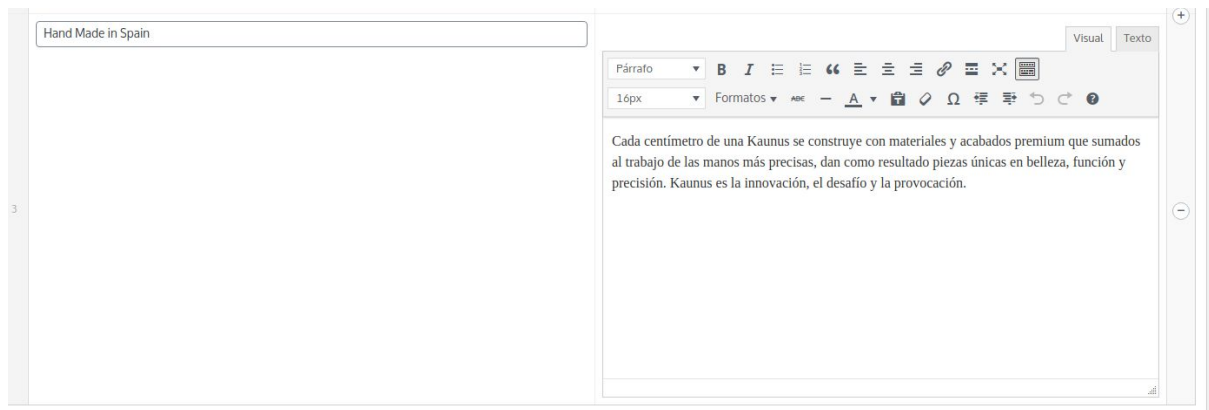 Hand Made in Spain
Visual Texto
Párrafo
16px Formatos ABC
Cada centímetro de una Kaunus se construye con materiales y acabados premium que sumados
al trabajo de las manos más precisas, dan como resultado piezas únicas en belleza, función y
precisión. Kaunus es la innovación, el desafío y la provocación.
3